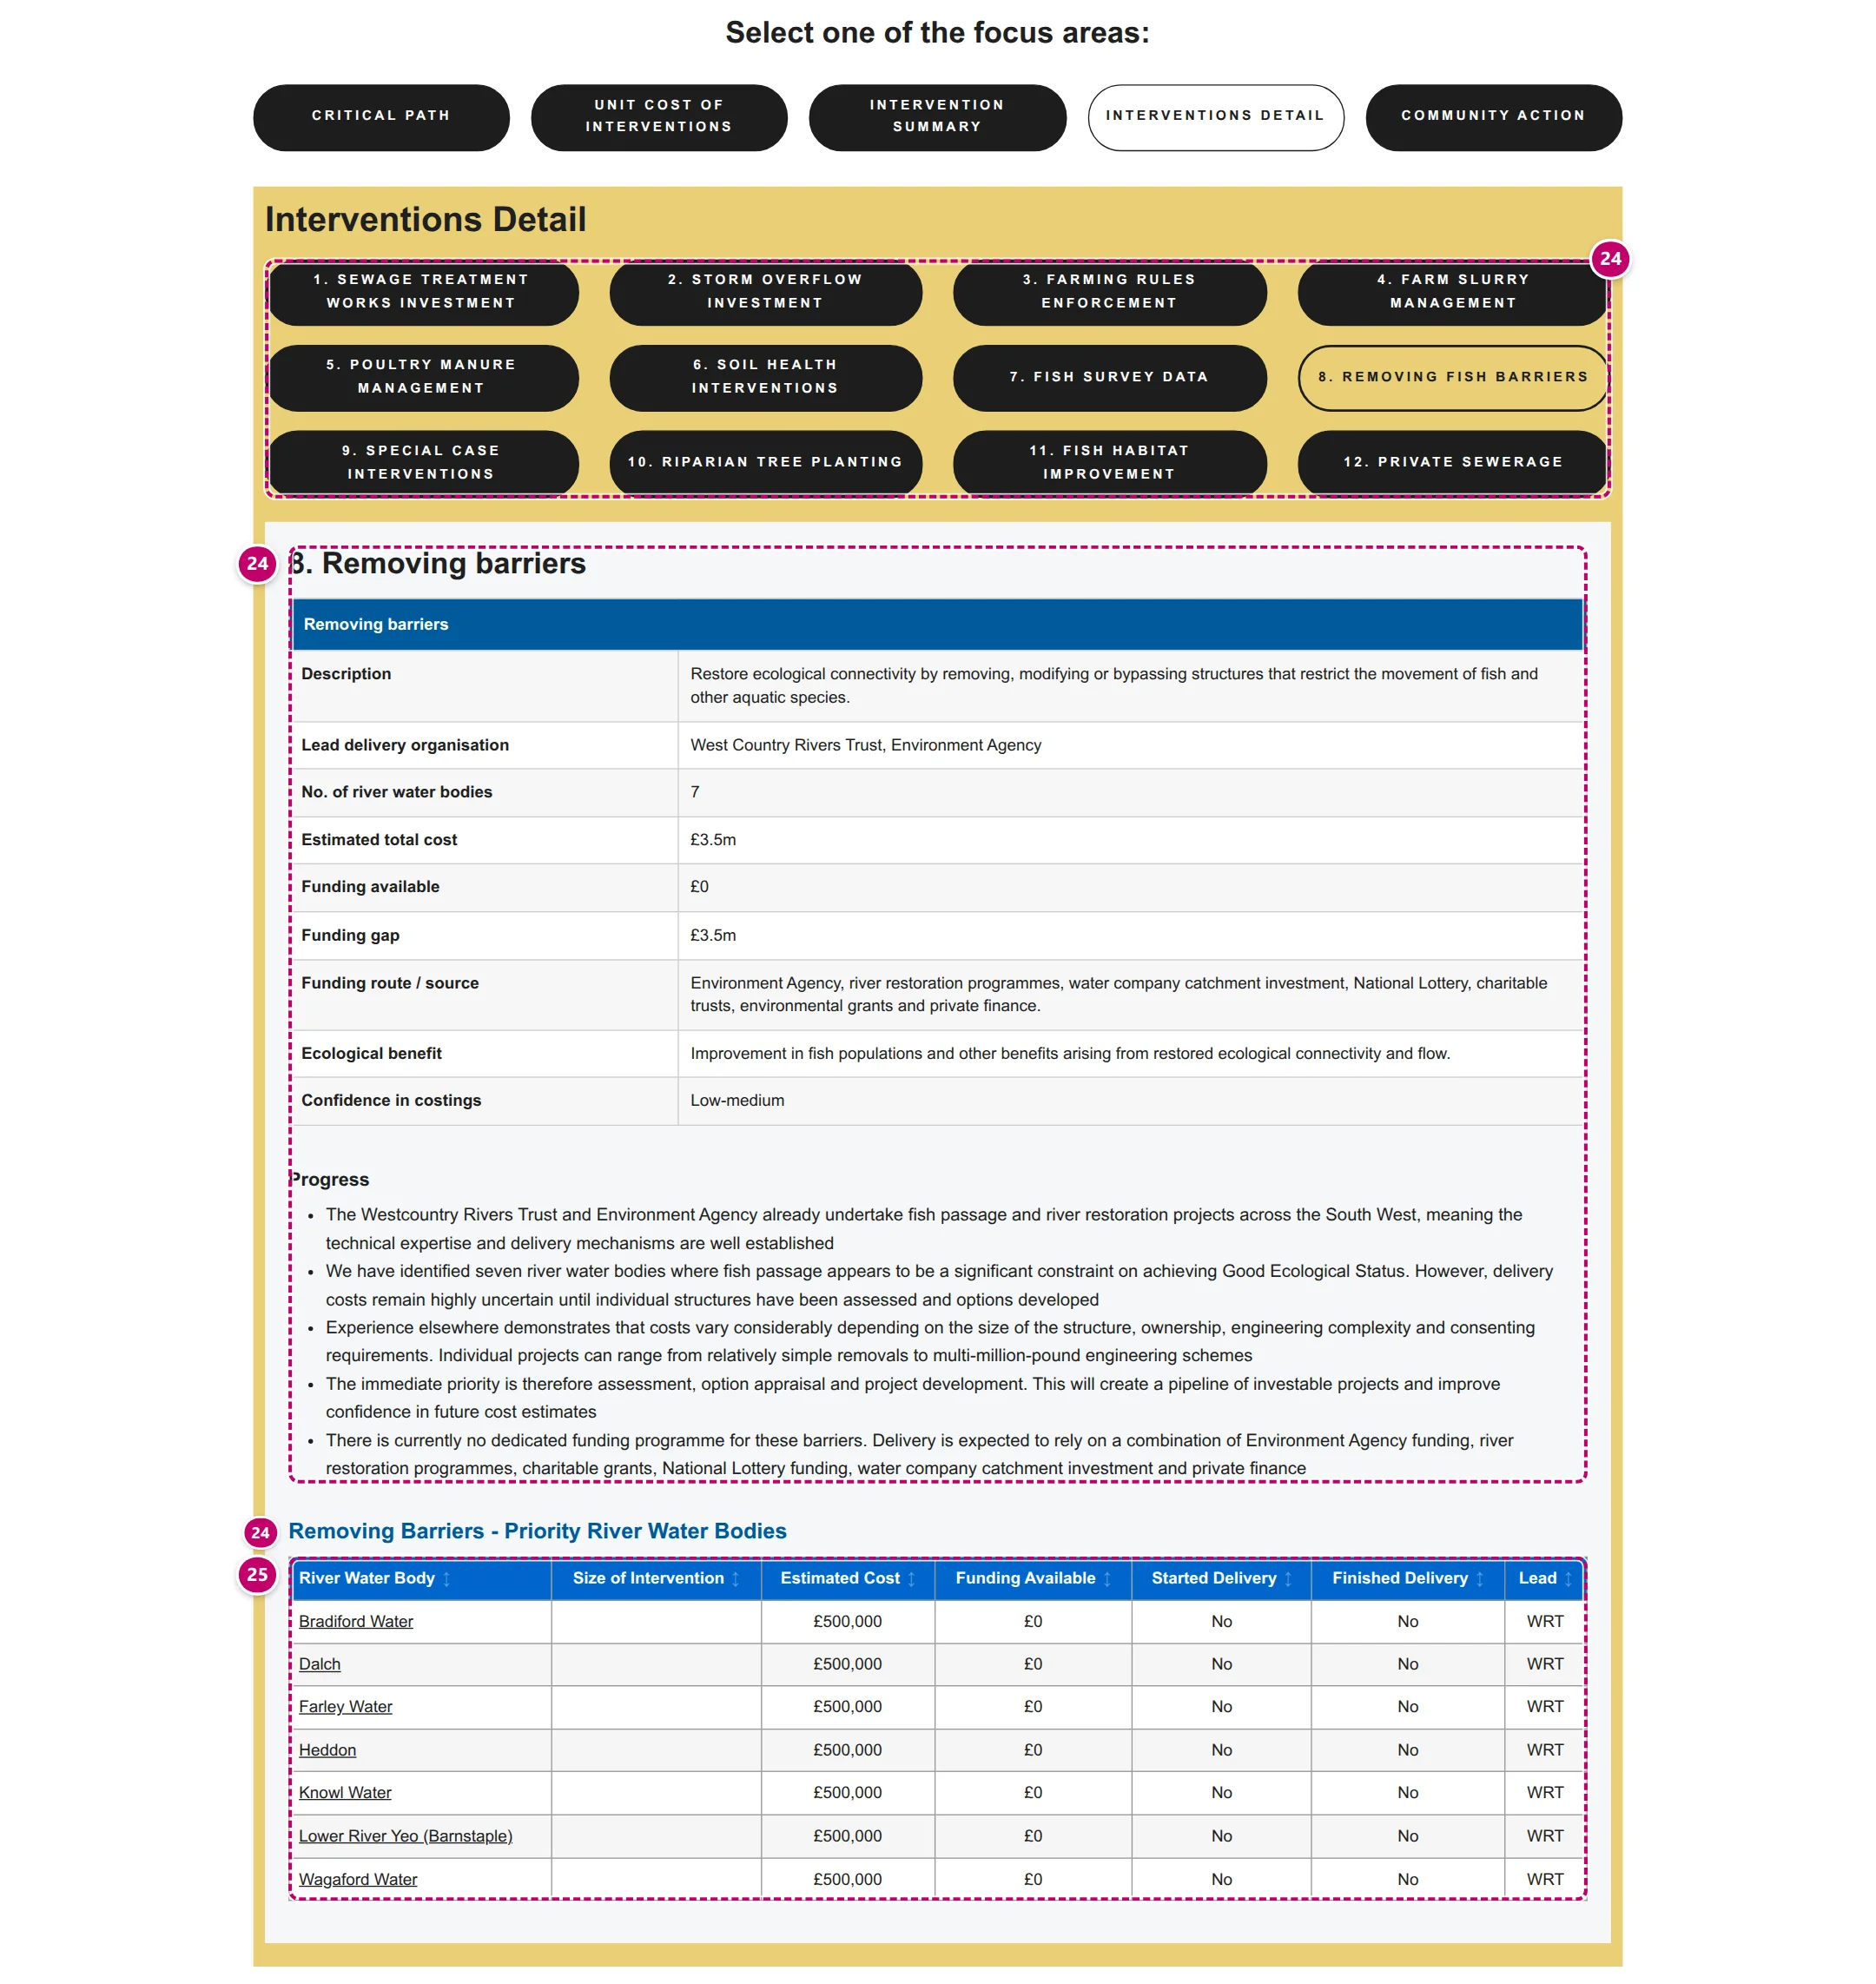 Select one of the focus areas:
CRITICAL PATH
UNIT COST OF
INTERVENTIONS
INTERVENTION
SUMMARY
INTERVENTIONS DETAIL
COMMUNITY ACTION
Interventions Detail
24
1. SEWAGE TREATMENT
WORKS INVESTMENT
2. STORM OVERFLOW
INVESTMENT
3. FARMING RULES
ENFORCEMENT
4. FARM SLURRY
MANAGEMENT
5. POULTRY MANURE
MANAGEMENT
6. SOIL HEALTH
INTERVENTIONS
7. FISH SURVEY DATA
8. REMOVING FISH BARRIERS
9. SPECIAL CASE
INTERVENTIONS
10. RIPARIAN TREE PLANTING
11. FISH HABITAT
IMPROVEMENT
12. PRIVATE SEWERAGE
24
8. Removing barriers
Removing barriers
Description
Restore ecological connectivity by removing, modifying or bypassing structures that restrict the movement of fish and
other aquatic species.
Lead delivery organisation
West Country Rivers Trust, Environment Agency
No. of river water bodies
7
Estimated total cost
£3.5m
Funding available
£0
Funding gap
£3.5m
Funding route / source
Environment Agency, river restoration programmes, water company catchment investment, National Lottery, charitable
trusts, environmental grants and private finance.
Ecological benefit
Improvement in fish populations and other benefits arising from restored ecological connectivity and flow.
Confidence in costings
Low-medium
Progress
• The Westcountry Rivers Trust and Environment Agency already undertake fish passage and river restoration projects across the South West, meaning the
technical expertise and delivery mechanisms are well established
• We have identified seven river water bodies where fish passage appears to be a significant constraint on achieving Good Ecological Status. However, delivery
costs remain highly uncertain until individual structures have been assessed and options developed
• Experience elsewhere demonstrates that costs vary considerably depending on the size of the structure, ownership, engineering complexity and consenting
requirements. Individual projects can range from relatively simple removals to multi-million-pound engineering schemes
• The immediate priority is therefore assessment, option appraisal and project development. This will create a pipeline of investable projects and improve
confidence in future cost estimates
• There is currently no dedicated funding programme for these barriers. Delivery is expected to rely on a combination of Environment Agency funding, river
restoration programmes, charitable grants, National Lottery funding, water company catchment investment and private finance
24
Removing Barriers - Priority River Water Bodies
25
River Water Body ↕ Size of Intervention ↕ Estimated Cost ↕ Funding Available ↕ Started Delivery ↕ Finished Delivery ↕ Lead ↕
Bradiford Water £500,000 £0 No No WRT
Dalch £500,000 £0 No No WRT
Farley Water £500,000 £0 No No WRT
Heddon £500,000 £0 No No WRT
Knowl Water £500,000 £0 No No WRT
Lower River Yeo (Barnstaple) £500,000 £0 No No WRT
Wagaford Water £500,000 £0 No No WRT